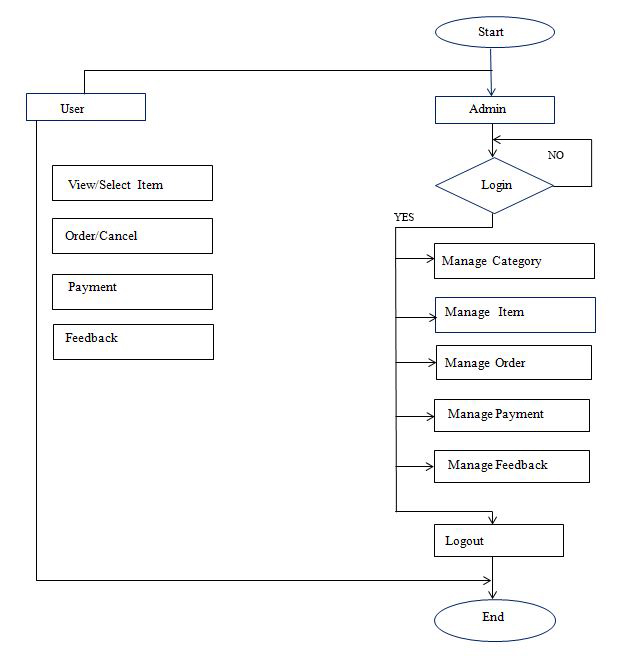 Start
User
Admin
NO
Login
YES
View/Select Item
Order/Cancel
Payment
Feedback
Manage Category
Manage Item
Manage Order
Manage Payment
Manage Feedback
Logout
End